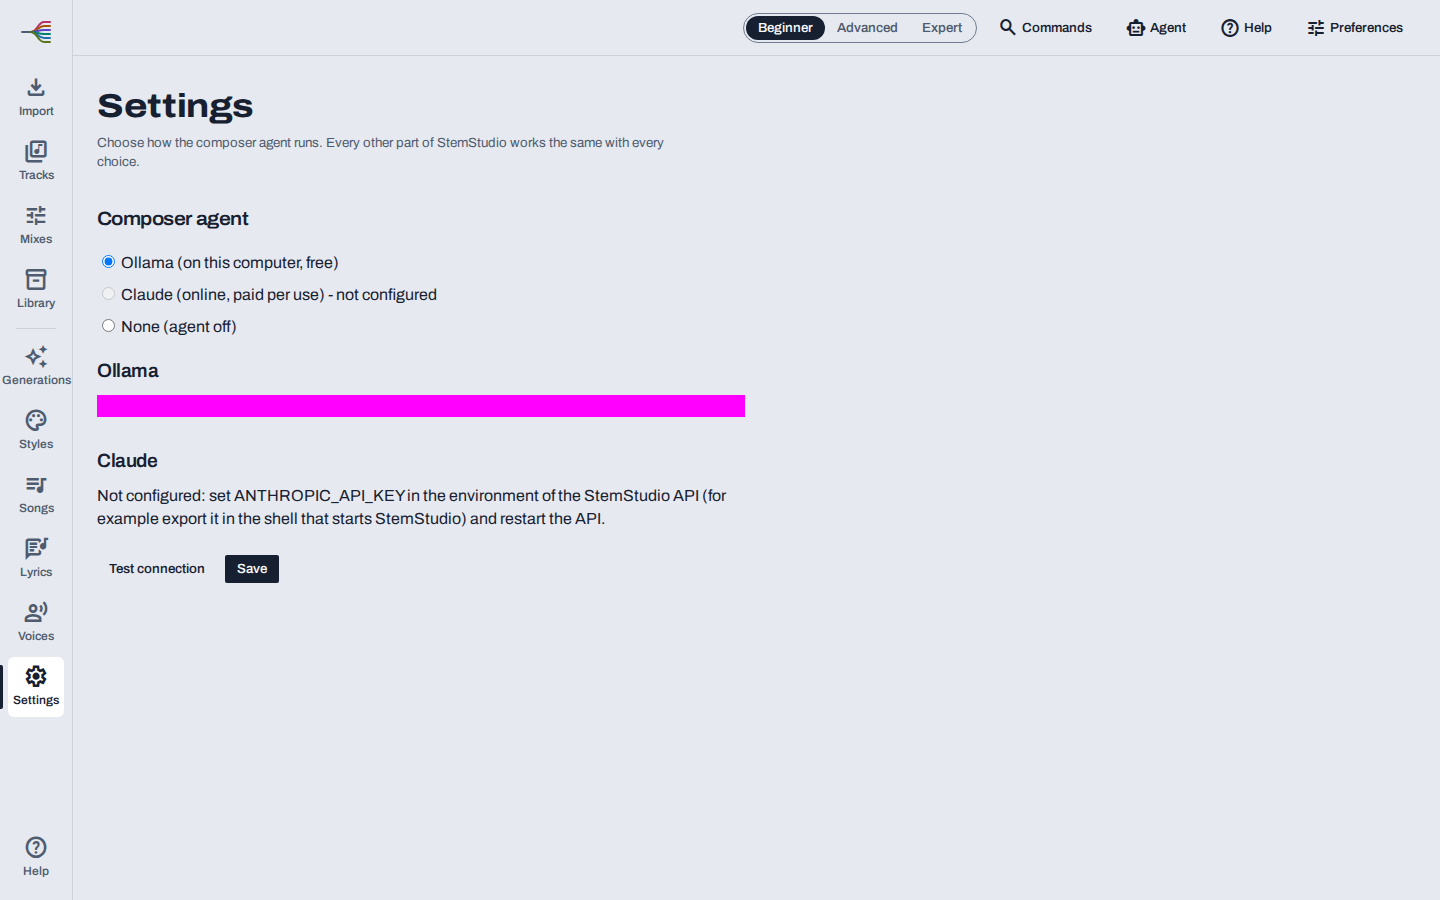 Beginner
Advanced
Expert
Commands
Agent
Help
Preferences
Import
Tracks
Mixes
Library
Generations
Styles
Songs
Lyrics
Voices
Settings
Help
Settings
Choose how the composer agent runs. Every other part of StemStudio works the same with every
choice.
Composer agent
Ollama (on this computer, free)
Claude (online, paid per use) - not configured
None (agent off)
Ollama
Claude
Not configured: set ANTHROPIC_API_KEY in the environment of the StemStudio API (for
example export it in the shell that starts StemStudio) and restart the API.
Test connection
Save